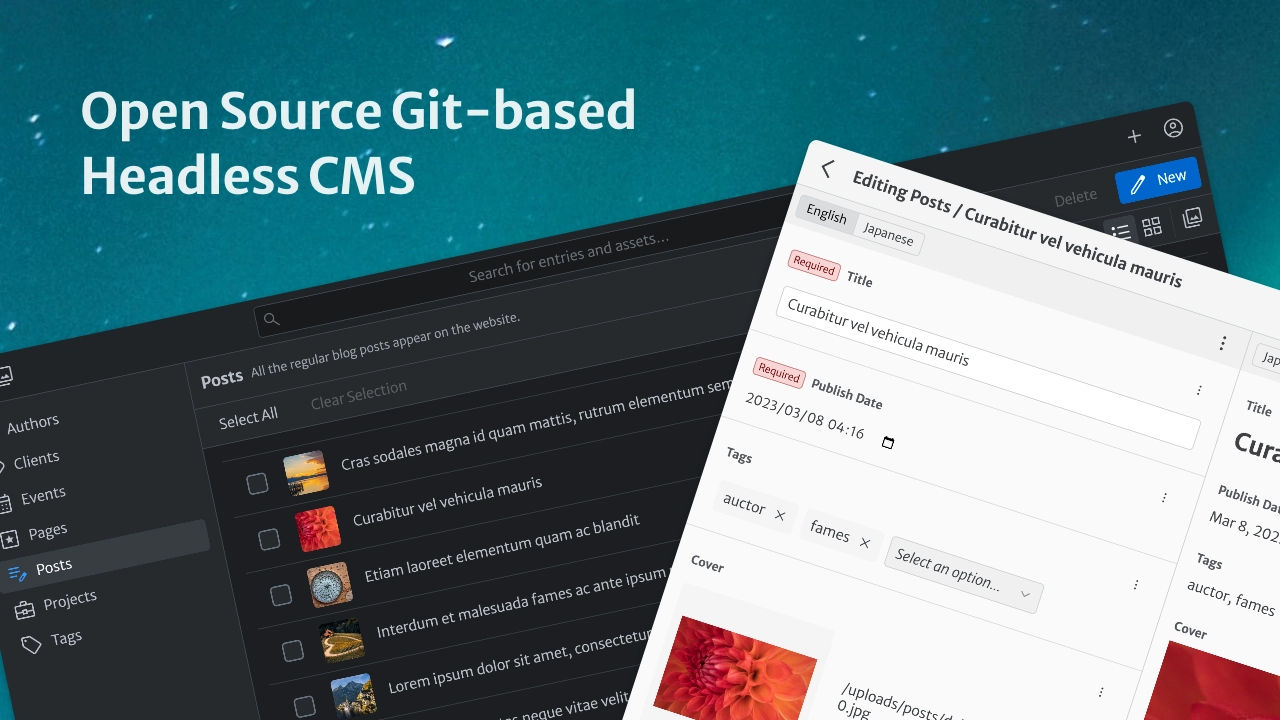 Open Source Git-based
Headless CMS
Search for entries and assets...
Delete
New
Posts All the regular blog posts appear on the website.
Select All
Clear Selection
Authors
Clients
Events
Pages
Posts
Projects
Tags
Cras sodales magna id quam mattis, rutrum elementum sem
Curabitur vel vehicula mauris
Etiam laoreet elementum quam ac blandit
Interdum et malesuada fames ac ante ipsum
Lorem ipsum dolor sit amet, consectetur
neque vitae velit
Editing Posts / Curabitur vel vehicula mauris
English
Japanese
Required Title
Curabitur vel vehicula mauris
Required Publish Date
2023/03/08 04:16
Tags
auctor
fames
Select an option...
Cover
/uploads/posts/d
0.jpg
Jap
Title
Cura
Publish Da
Mar 8, 202
Tags
auctor, fames
Cover